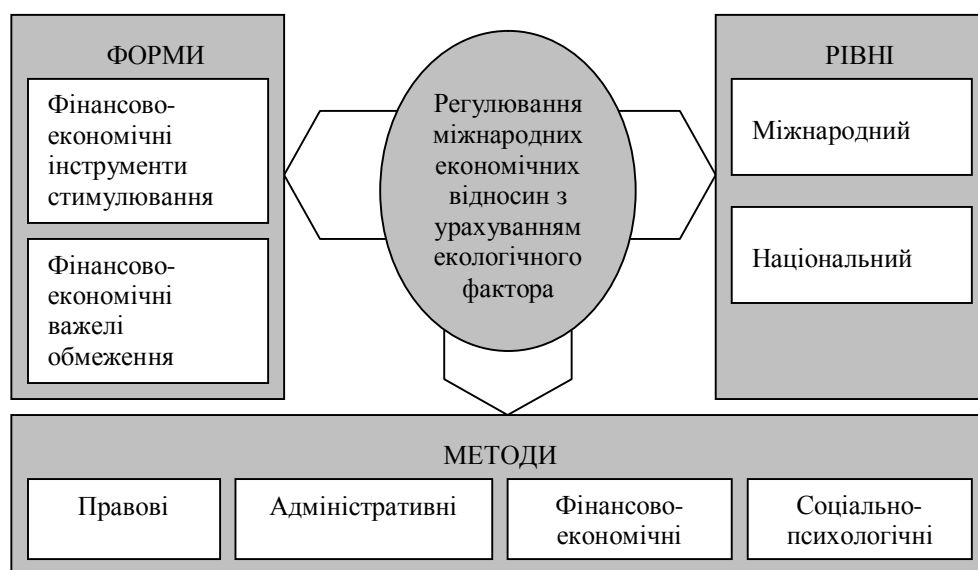 ФОРМИ
Фінансово-
економічні
інструменти
стимулювання
Фінансово-
економічні
важелі
обмеження
Регулювання
міжнародних
економічних
відносин з
урахуванням
екологічного
фактора
РІВНІ
Міжнародний
Національний
МЕТОДИ
Правові
Адміністративні
Фінансово-
економічні
Соціально-
психологічні